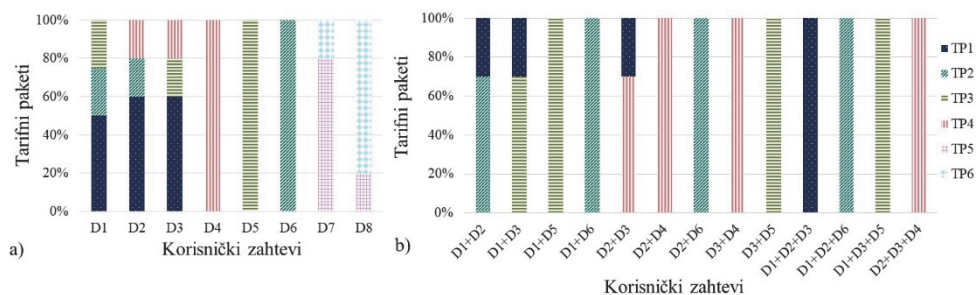 100%
80%
60%
40%
20%
0%
Tarifni paketi
D1 D2 D3 D4 D5 D6 D7 D8
Korisnički zahtevi
a)
100%
80%
60%
40%
20%
0%
Tarifni paketi
D1+D2
D1+D3
D1+D5
D1+D6
D2+D3
D2+D4
D2+D6
D3+D4
D3+D5
D1+D2+D3
D1+D2+D6
D1+D3+D5
D2+D3+D4
Korisnički zahtevi
b)
TP1
TP2
TP3
TP4
TP5
TP6